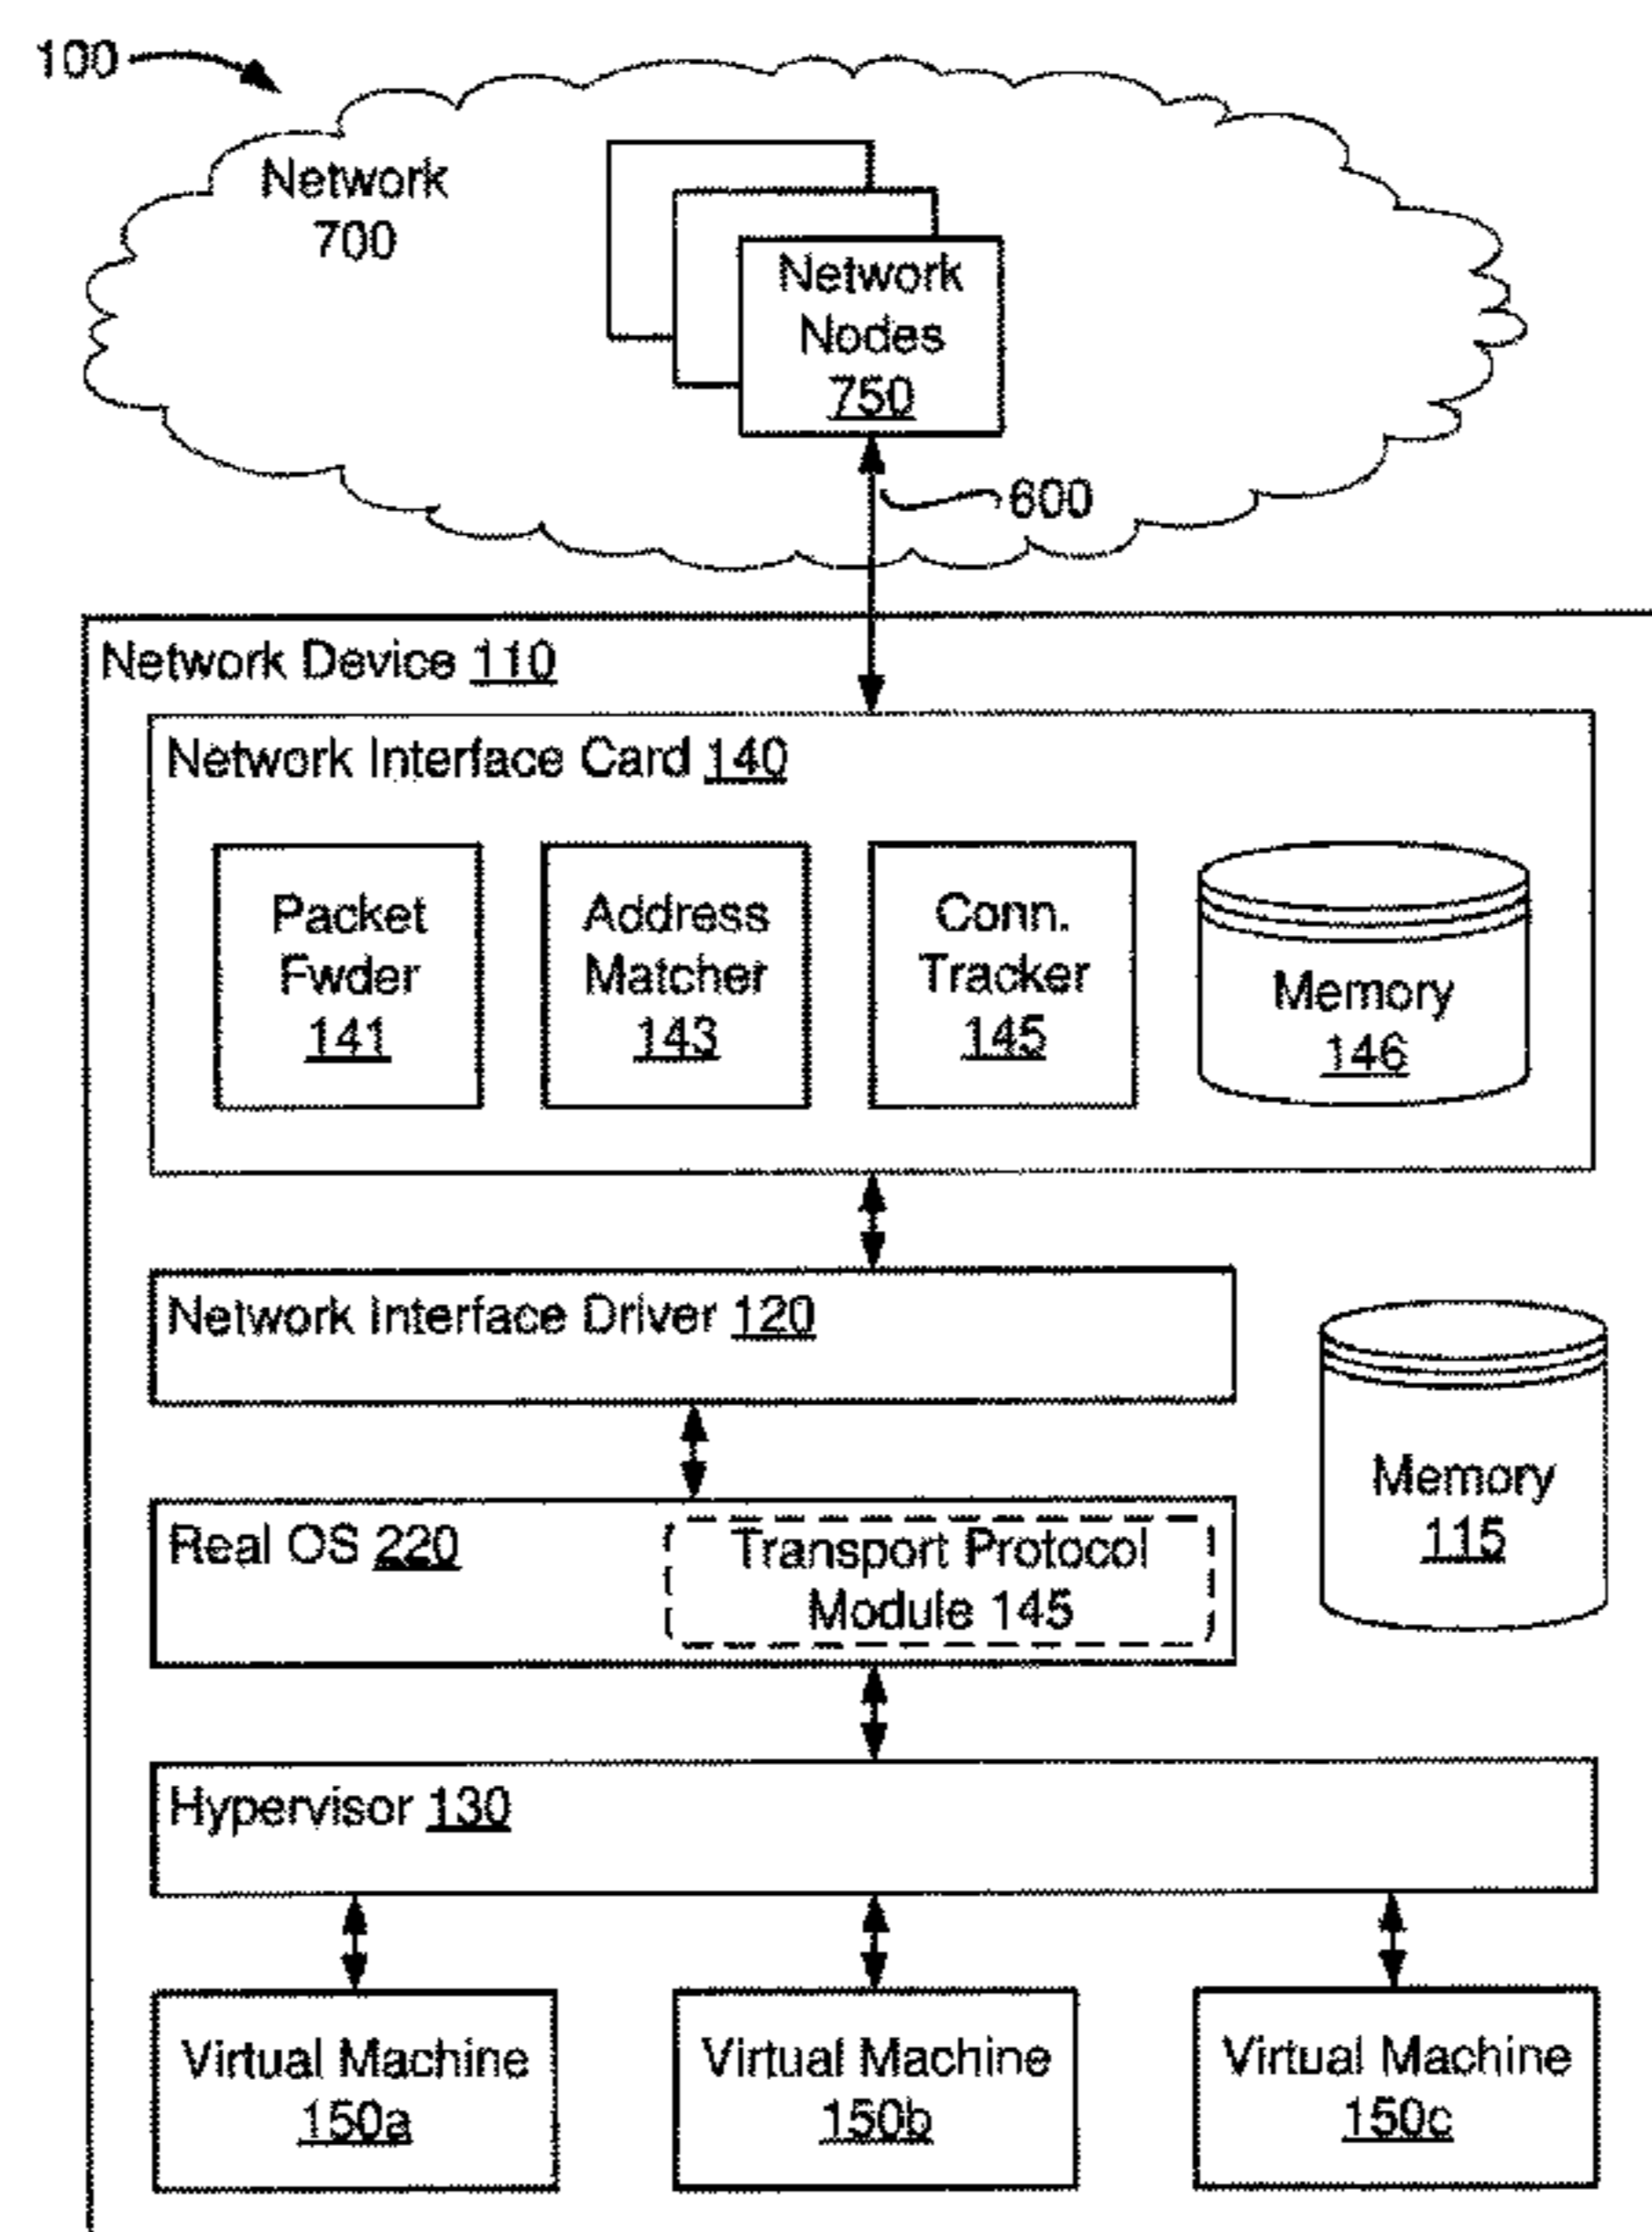 100
Network
700
Network
Nodes
750
600
Network Device 110
Network Interface Card 140
Packet
Fwder
141
Address
Matcher
143
Conn.
Tracker
145
Memory
146
Network Interface Driver 120
Memory
115
Real OS 220
Transport Protocol
Module 145
Hypervisor 130
Virtual Machine
150a
Virtual Machine
150b
Virtual Machine
150c